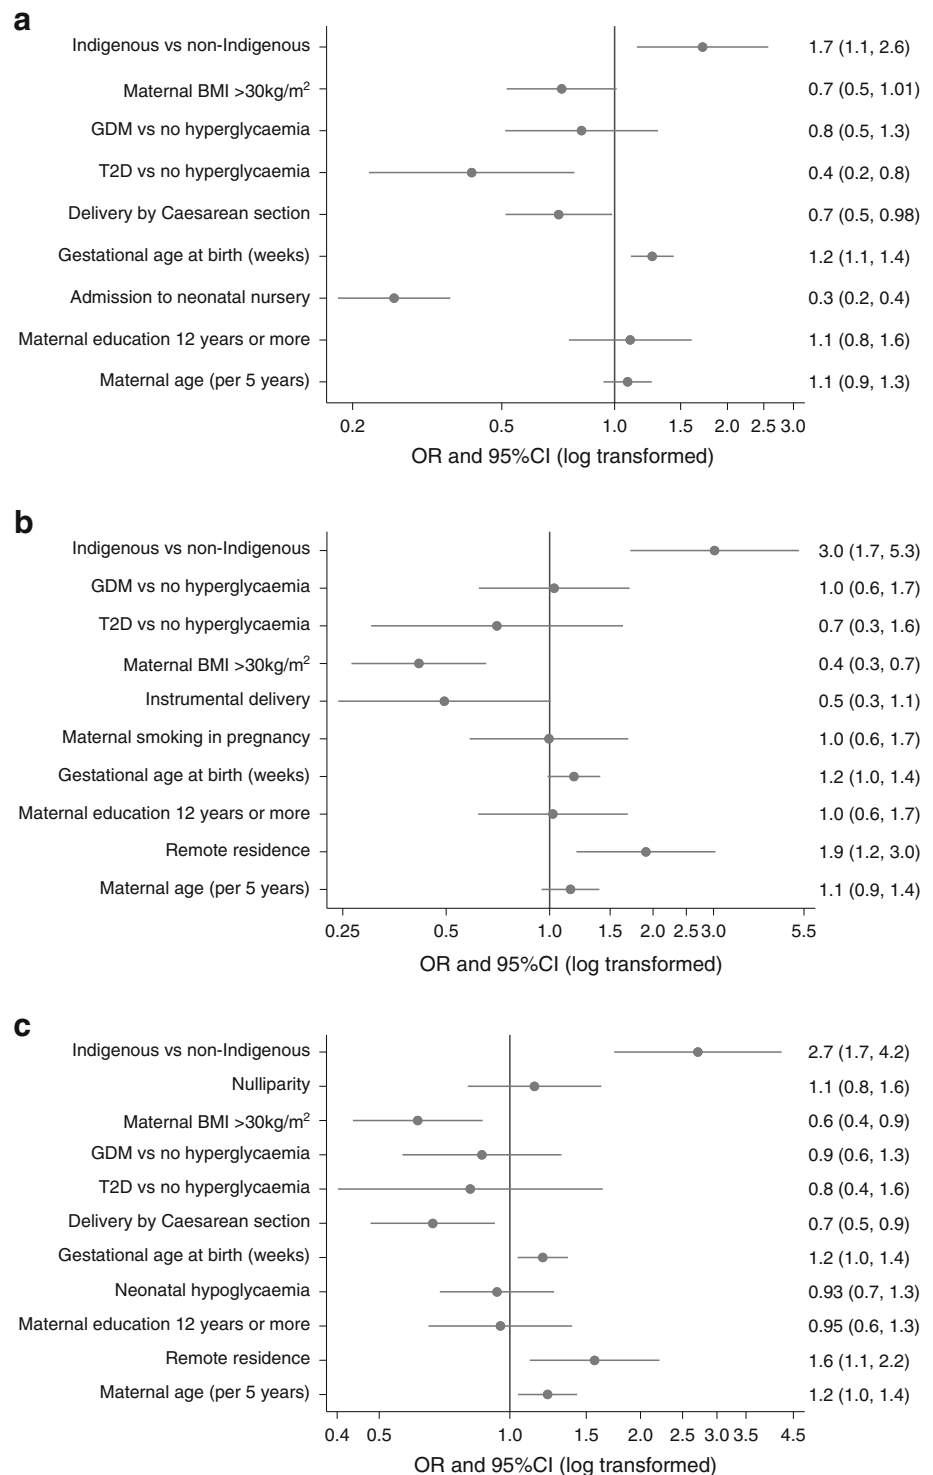 a
Indigenous vs non-Indigenous 1.7 (1.1, 2.6)
Maternal BMI >30kg/m² 0.7 (0.5, 1.01)
GDM vs no hyperglycaemia 0.8 (0.5, 1.3)
T2D vs no hyperglycaemia 0.4 (0.2, 0.8)
Delivery by Caesarean section 0.7 (0.5, 0.98)
Gestational age at birth (weeks) 1.2 (1.1, 1.4)
Admission to neonatal nursery 0.3 (0.2, 0.4)
Maternal education 12 years or more 1.1 (0.8, 1.6)
Maternal age (per 5 years) 1.1 (0.9, 1.3)
0.2 0.5 1.0 1.5 2.0 2.5 3.0
OR and 95%CI (log transformed)
b
Indigenous vs non-Indigenous 3.0 (1.7, 5.3)
GDM vs no hyperglycaemia 1.0 (0.6, 1.7)
T2D vs no hyperglycaemia 0.7 (0.3, 1.6)
Maternal BMI >30kg/m² 0.4 (0.3, 0.7)
Instrumental delivery 0.5 (0.3, 1.1)
Maternal smoking in pregnancy 1.0 (0.6, 1.7)
Gestational age at birth (weeks) 1.2 (1.0, 1.4)
Maternal education 12 years or more 1.0 (0.6, 1.7)
Remote residence 1.9 (1.2, 3.0)
Maternal age (per 5 years) 1.1 (0.9, 1.4)
0.25 0.5 1.0 1.5 2.0 2.5 3.0 5.5
OR and 95%CI (log transformed)
c
Indigenous vs non-Indigenous 2.7 (1.7, 4.2)
Nulliparity 1.1 (0.8, 1.6)
Maternal BMI >30kg/m² 0.6 (0.4, 0.9)
GDM vs no hyperglycaemia 0.9 (0.6, 1.3)
T2D vs no hyperglycaemia 0.8 (0.4, 1.6)
Delivery by Caesarean section 0.7 (0.5, 0.9)
Gestational age at birth (weeks) 1.2 (1.0, 1.4)
Neonatal hypoglycaemia 0.93 (0.7, 1.3)
Maternal education 12 years or more 0.95 (0.6, 1.3)
Remote residence 1.6 (1.1, 2.2)
Maternal age (per 5 years) 1.2 (1.0, 1.4)
0.4 0.5 1.0 1.5 2.0 2.5 3.0 3.5 4.5
OR and 95%CI (log transformed)